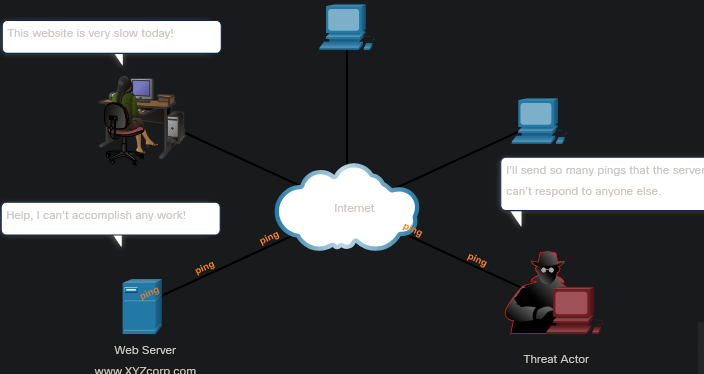 This website is very slow today!
I'll send so many pings that the server
can't respond to anyone else.
Help, I can't accomplish any work!
Internet
ping
ping
ping
ping
ping
Web Server
www.XYZcorp.com
Threat Actor